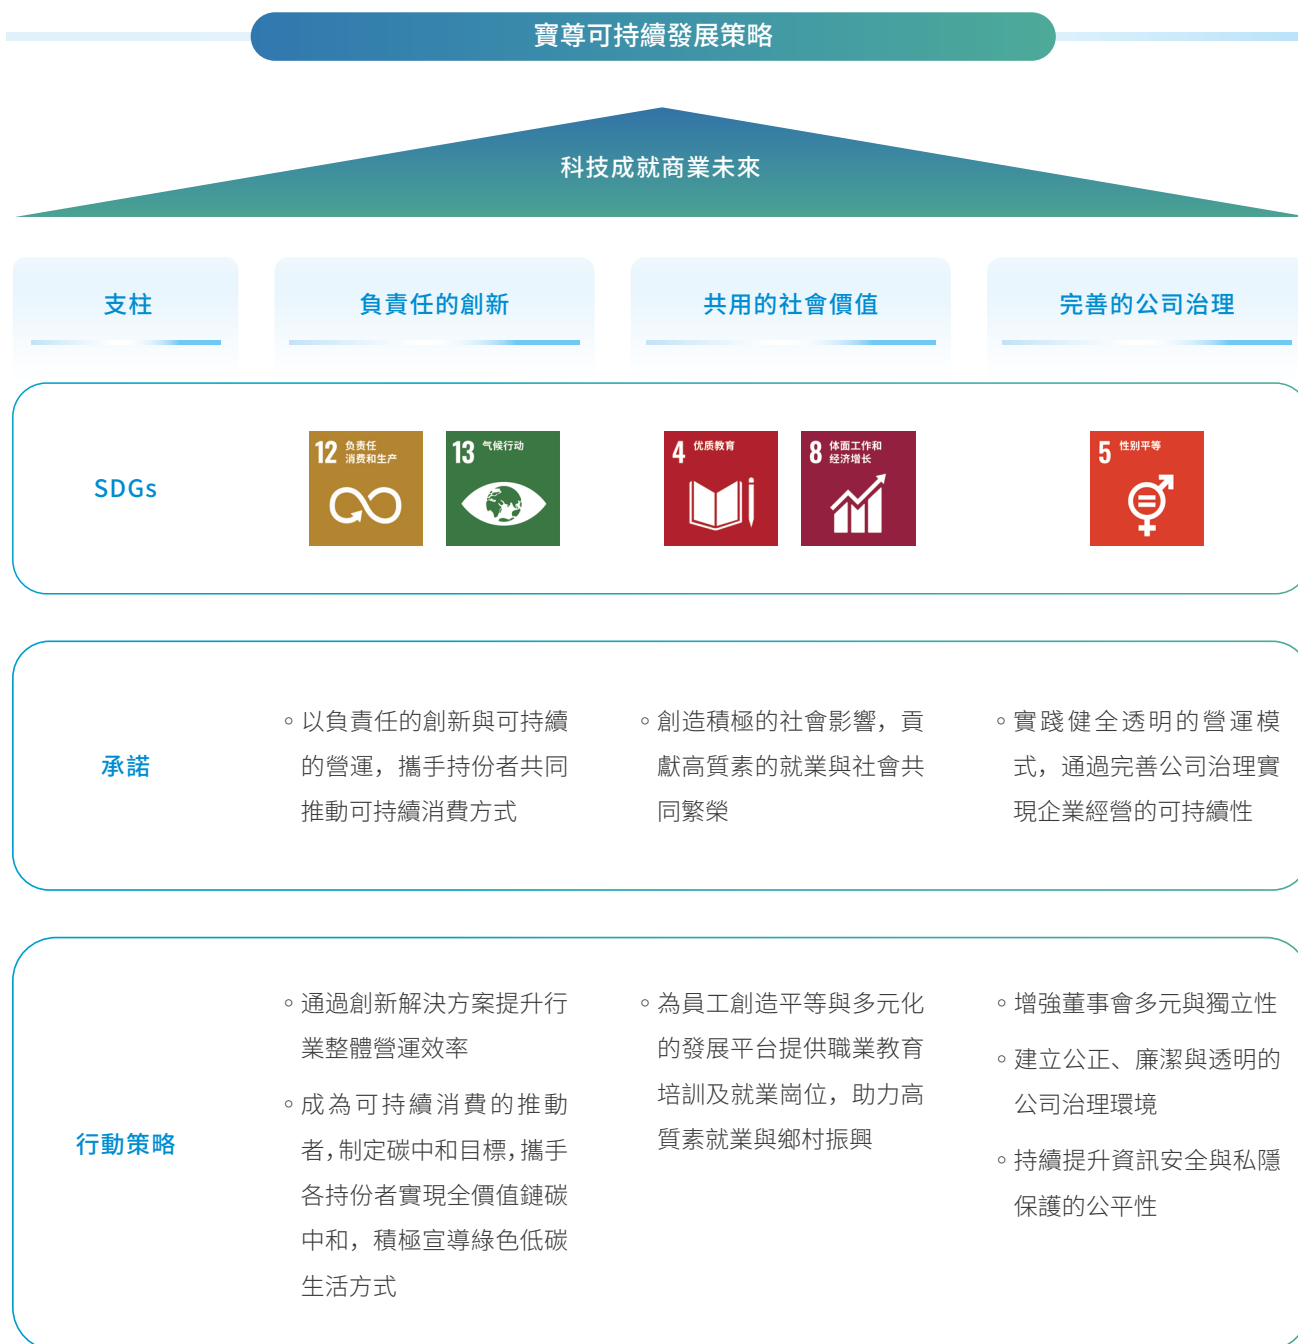 寶尊可持續發展策略
科技成就商業未來
支柱
負責任的創新
共用的社會價值
完善的公司治理
SDGs
12 负责任
消费和生产
13 气候行动
4 优质教育
8 体面工作和
经济增长
5 性别平等
承諾
。以負責任的創新與可持續
的營運，攜手持份者共同
推動可持續消費方式
。創造積極的社會影響，貢
獻高質素的就業與社會共
同繁榮
。實踐健全透明的營運模
式，通過完善公司治理實
現企業經營的可持續性
行動策略
。通過創新解決方案提升行
業整體營運效率
。成為可持續消費的推動
者，制定碳中和目標，攜手
各持份者實現全價值鏈碳
中和，積極宣導綠色低碳
生活方式
。為員工創造平等與多元化
的發展平台提供職業教育
培訓及就業崗位，助力高
質素就業與鄉村振興
。增強董事會多元與獨立性
。建立公正、廉潔與透明的
公司治理環境
。持續提升資訊安全與私隱
保護的公平性